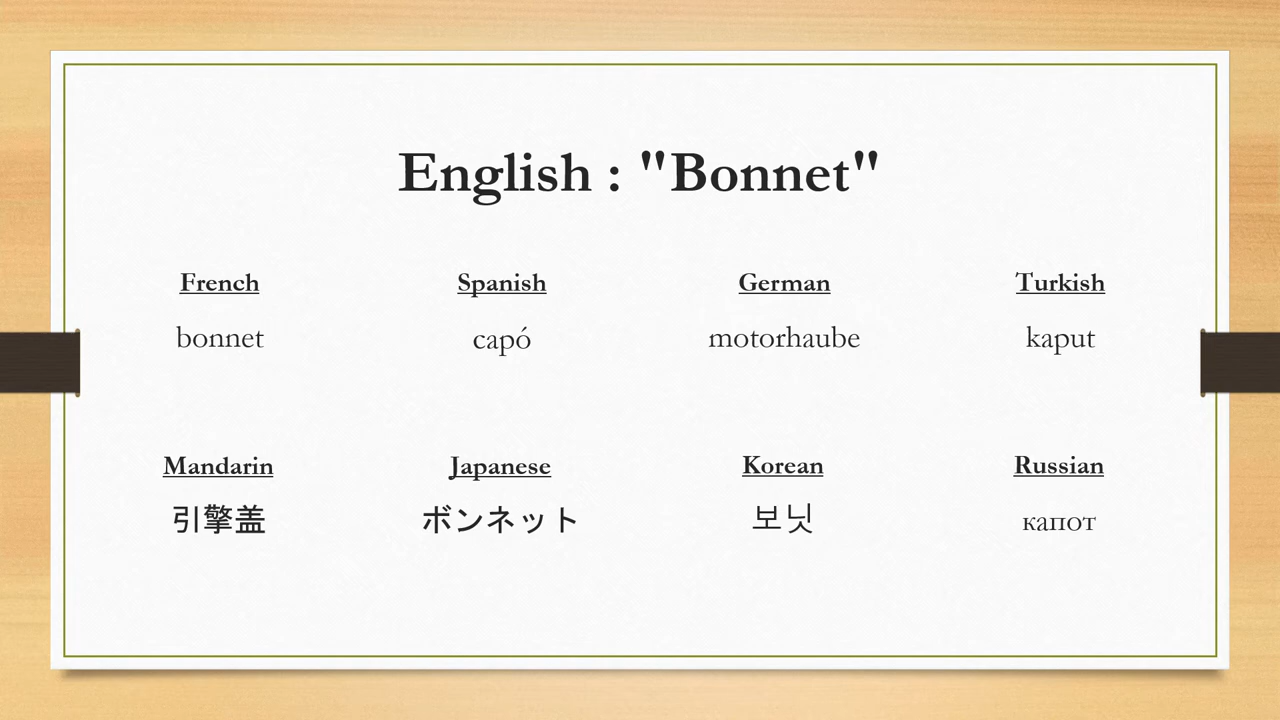 English : "Bonnet"
French Spanish German Turkish
bonnet capó motorhaube kaput
Mandarin Japanese Korean Russian
引擎盖 ボンネット 보닛 капот